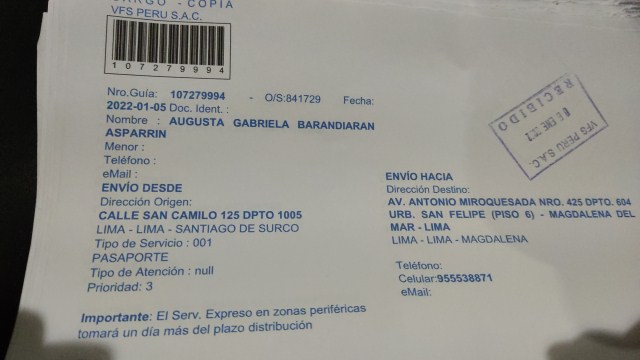 CARGO - COPIA
VFS PERU S.A.C.
107279994
Nro.Guía: 107279994 - O/S:841729 Fecha:
2022-01-05 Doc. Ident. :
Nombre : AUGUSTA GABRIELA BARANDIARAN
ASPARRIN
Menor :
Teléfono :
eMail :
ENVÍO DESDE
Dirección Origen:
CALLE SAN CAMILO 125 DPTO 1005
LIMA - LIMA - SANTIAGO DE SURCO
Tipo de Servicio : 001
PASAPORTE
Tipo de Atención : null
Prioridad: 3
Importante: El Serv. Expreso en zonas periféricas
tomará un día más del plazo distribución
VFS PERU S.A.C.
ENE 2022
RECIBIDO
ENVÍO HACIA
Dirección Destino:
AV. ANTONIO MIROQUESADA NRO. 425 DPTO. 604
URB. SAN FELIPE (PISO 6) - MAGDALENA DEL
MAR - LIMA
LIMA - LIMA - MAGDALENA
Teléfono:
Celular:955538871
eMail: